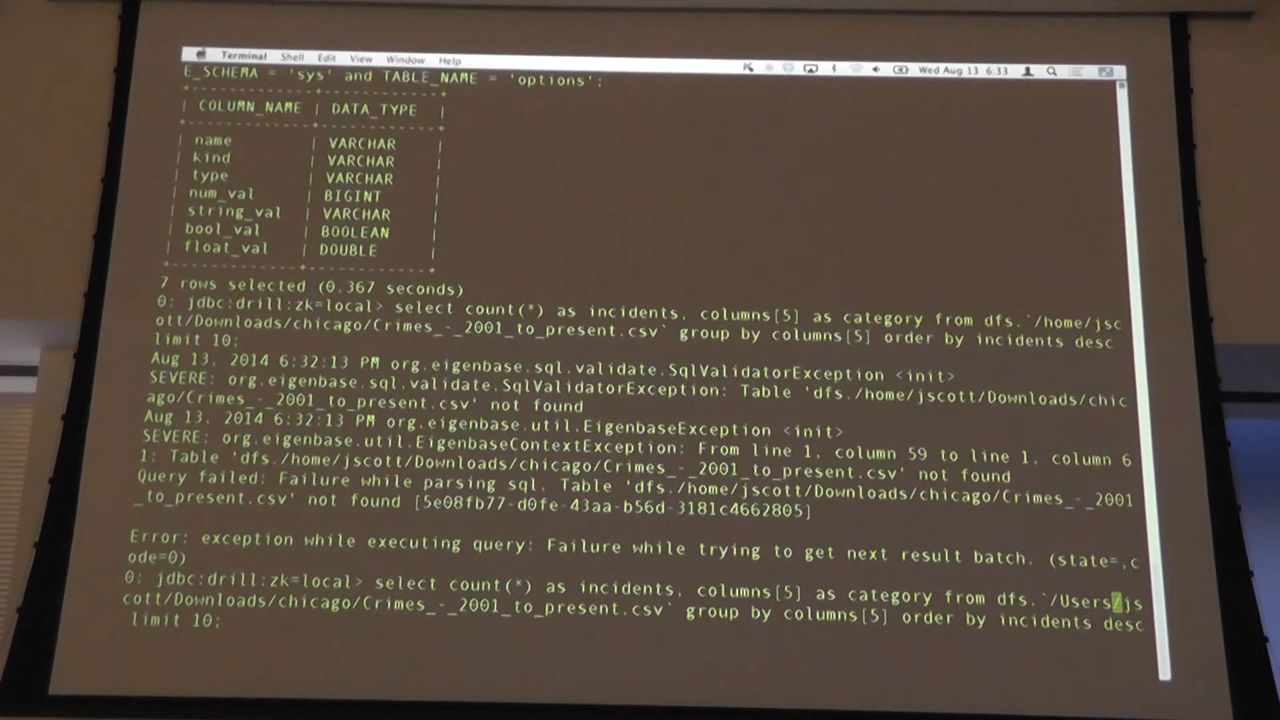 Terminal Shell Edit View Window Help Wed Aug 13 6:33
E_SCHEMA = 'sys' and TABLE_NAME = 'options';
+-------------+------------+
| COLUMN_NAME | DATA_TYPE |
+-------------+------------+
| name | VARCHAR |
| kind | VARCHAR |
| type | VARCHAR |
| num_val | BIGINT |
| string_val | VARCHAR |
| bool_val | BOOLEAN |
| float_val | DOUBLE |
+-------------+------------+
7 rows selected (0.367 seconds)
0: jdbc:drill:zk=local> select count(*) as incidents, columns[5] as category from dfs.`/home/jsc
ott/Downloads/chicago/Crimes_-_2001_to_present.csv` group by columns[5] order by incidents desc
limit 10;
Aug 13, 2014 6:32:13 PM org.eigenbase.sql.validate.SqlValidatorException <init>
SEVERE: org.eigenbase.sql.validate.SqlValidatorException: Table 'dfs./home/jscott/Downloads/chic
ago/Crimes_-_2001_to_present.csv' not found
Aug 13, 2014 6:32:13 PM org.eigenbase.util.EigenbaseException <init>
SEVERE: org.eigenbase.util.EigenbaseContextException: From line 1, column 59 to line 1, column 6
1: Table 'dfs./home/jscott/Downloads/chicago/Crimes_-_2001_to_present.csv' not found
Query failed: Failure while parsing sql. Table 'dfs./home/jscott/Downloads/chicago/Crimes_-_2001
_to_present.csv' not found [5e08fb77-d0fe-43aa-b56d-3181c4662805]
Error: exception while executing query: Failure while trying to get next result batch. (state=,c
ode=0)
0: jdbc:drill:zk=local> select count(*) as incidents, columns[5] as category from dfs.`/Users/js
cott/Downloads/chicago/Crimes_-_2001_to_present.csv` group by columns[5] order by incidents desc
limit 10;